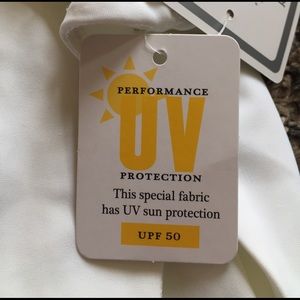 PERFORMANCE
UV
PROTECTION
This special fabric
has UV sun protection
UPF 50